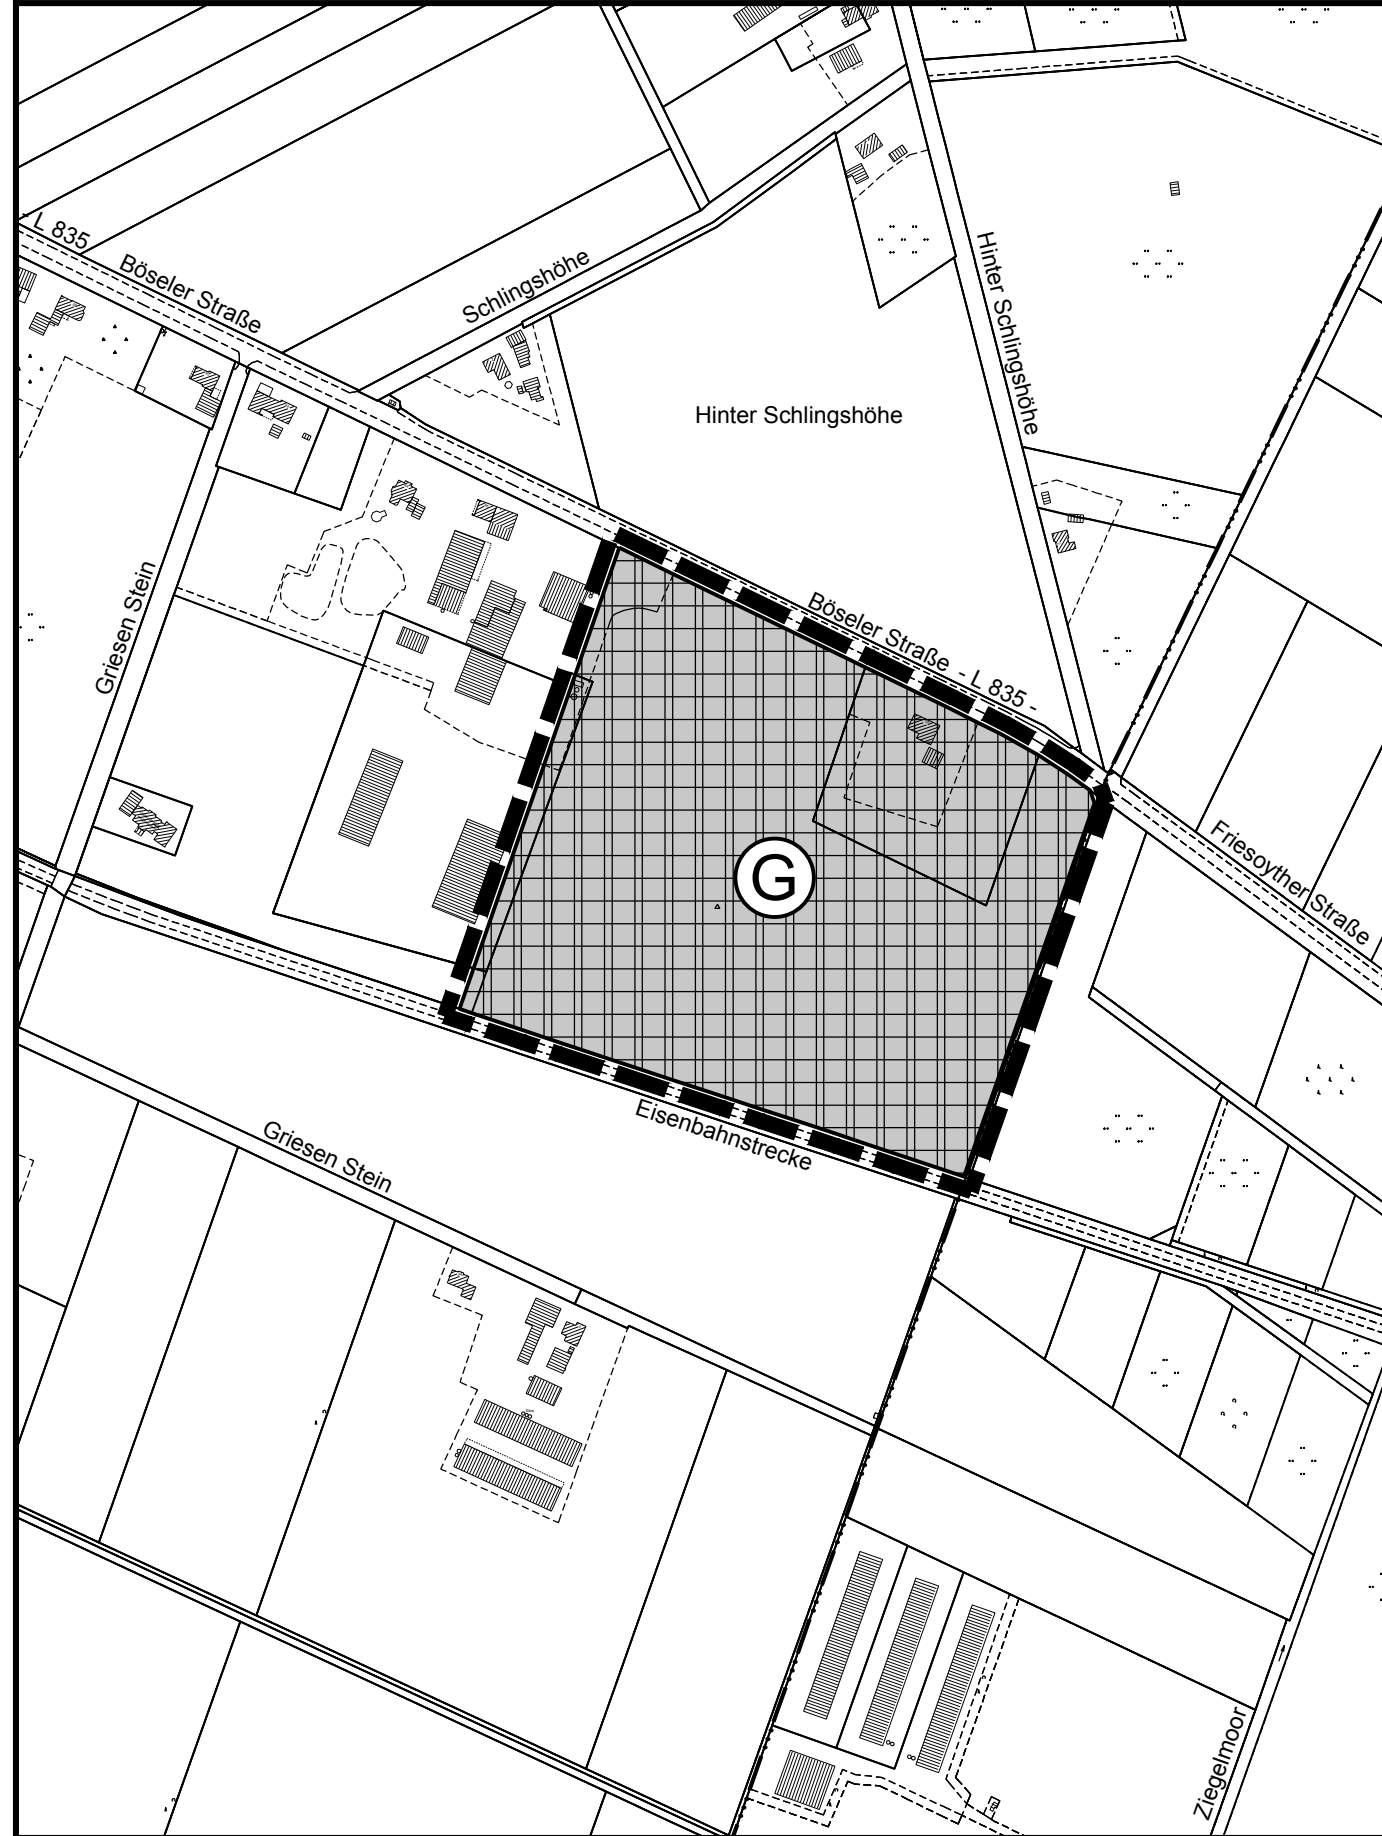 - L 835
Böseler Straße
Schlingshöhe
Hinter Schlingshöhe
Hinter Schlingshöhe
Griesen Stein
Böseler Straße - L 835 -
G
Friesoyther Straße
Eisenbahnstrecke
Griesen Stein
Ziegelmoor